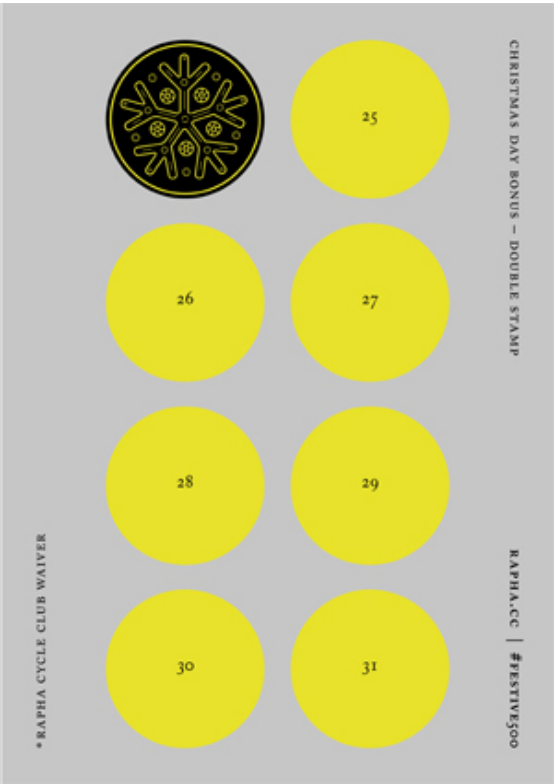 25
26
27
28
29
30
31
CHRISTMAS DAY BONUS – DOUBLE STAMP
RAPHA.CC | #FESTIVE500
*RAPHA CYCLE CLUB WAIVER